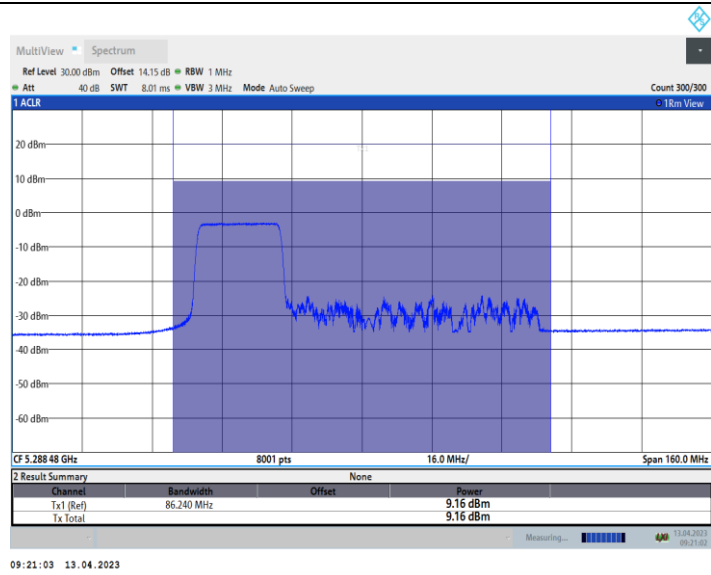 MultiView Spectrum
Ref Level 30.00 dBm Offset 14.15 dB RBW 1 MHz
Att 40 dB SWT 8.01 ms VBW 3 MHz Mode Auto Sweep Count 300/300
1 ACLR 1Rm View
20 dBm
10 dBm
0 dBm
-10 dBm
-20 dBm
-30 dBm
-40 dBm
-50 dBm
-60 dBm
CF 5.288 48 GHz 8001 pts 16.0 MHz/ Span 160.0 MHz
2 Result Summary None
Channel Bandwidth Offset Power
Tx1 (Ref) 86.240 MHz 9.16 dBm
Tx Total 9.16 dBm
Measuring... 13.04.2023
09:21:02
09:21:03 13.04.2023